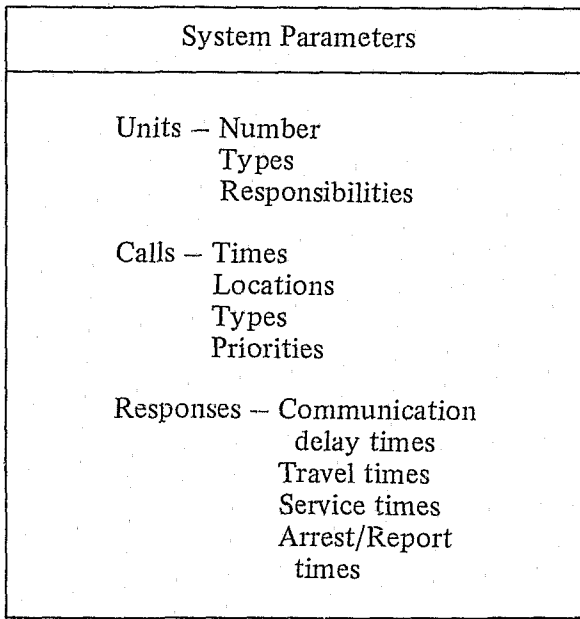 System Parameters
Units – Number
Types
Responsibilities
Calls – Times
Locations
Types
Priorities
Responses – Communication
delay times
Travel times
Service times
Arrest/Report
times